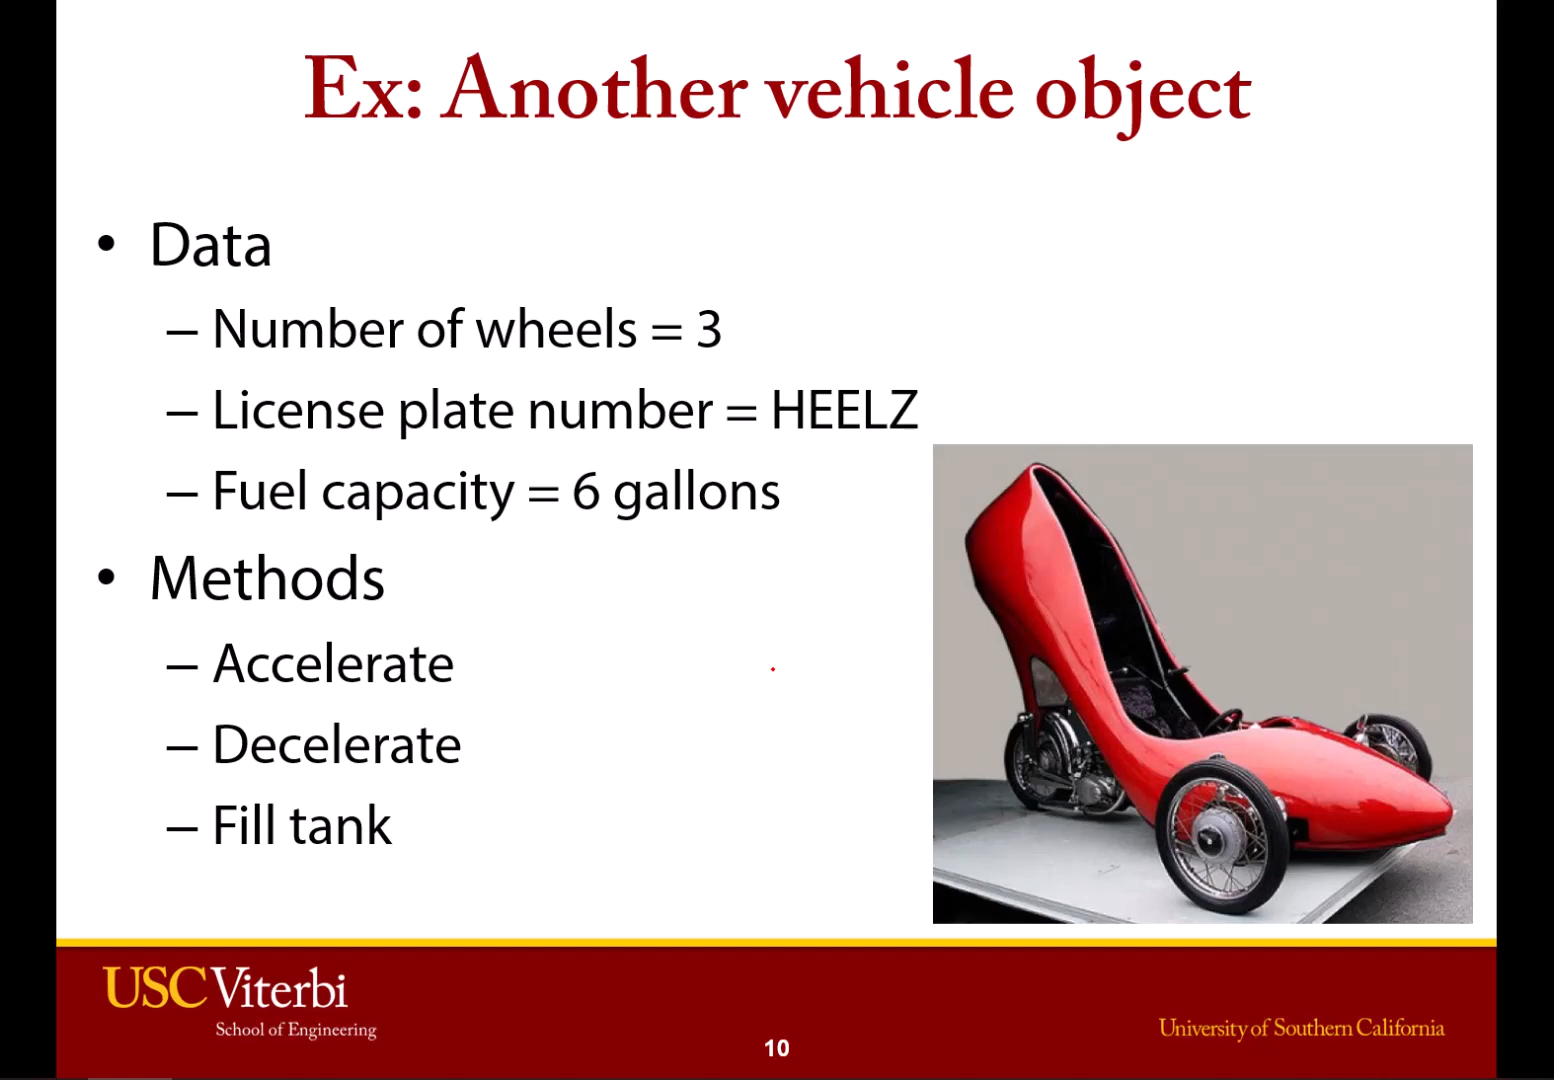 Ex: Another vehicle object
• Data
– Number of wheels = 3
– License plate number = HEELZ
– Fuel capacity = 6 gallons
• Methods
– Accelerate
– Decelerate
– Fill tank
USC Viterbi
School of Engineering
10
University of Southern California